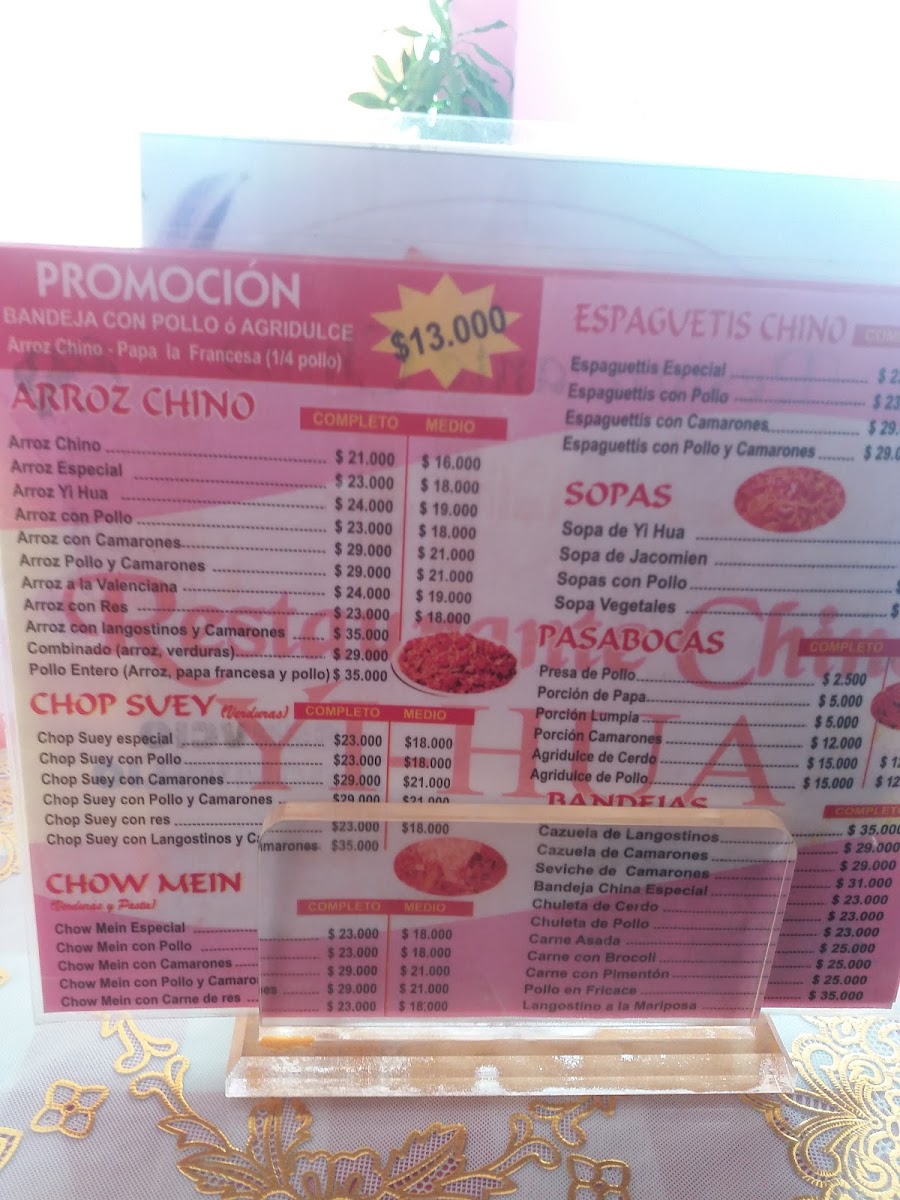 PROMOCIÓN
BANDEJA CON POLLO ó AGRIDULCE
Arroz Chino - Papa la Francesa (1/4 pollo)
$13.000
ARROZ CHINO
COMPLETO MEDIO
Arroz Chino $ 21.000 $ 16.000
Arroz Especial $ 23.000 $ 18.000
Arroz Yi Hua $ 24.000 $ 19.000
Arroz con Pollo $ 23.000 $ 18.000
Arroz con Camarones $ 29.000 $ 21.000
Arroz Pollo y Camarones $ 29.000 $ 21.000
Arroz a la Valenciana $ 24.000 $ 19.000
Arroz con Res $ 23.000 $ 18.000
Arroz con langostinos y Camarones $ 35.000
Combinado (arroz, verduras) $ 29.000
Pollo Entero (Arroz, papa francesa y pollo) $ 35.000
CHOP SUEY (Verduras) COMPLETO MEDIO
Chop Suey especial $23.000 $18.000
Chop Suey con Pollo $23.000 $18.000
Chop Suey con Camarones $29.000 $21.000
Chop Suey con Pollo y Camarones $29.000 $21.000
Chop Suey con res $23.000 $18.000
Chop Suey con Langostinos y Camarones $35.000
CHOW MEIN
(Verduras y Pasta)
COMPLETO MEDIO
Chow Mein Especial $ 23.000 $ 18.000
Chow Mein con Pollo $ 23.000 $ 18.000
Chow Mein con Camarones $ 29.000 $ 21.000
Chow Mein con Pollo y Camarones $ 29.000 $ 21.000
Chow Mein con Carne de res $ 23.000 $ 18.000
ESPAGUETIS CHINO
Espaguettis Especial
Espaguettis con Pollo $ 23
Espaguettis con Camarones $ 29.
Espaguettis con Pollo y Camarones $ 29.0
SOPAS
Sopa de Yi Hua
Sopa de Jacomien
Sopas con Pollo
Sopa Vegetales
PASABOCAS
COMPLETO
Presa de Pollo $ 2.500
Porción de Papa $ 5.000
Porción Lumpia $ 5.000
Porción Camarones $ 12.000
Agridulce de Cerdo $ 15.000 $ 12
Agridulce de Pollo $ 15.000 $ 12
BANDEJAS
COMPLETO
Cazuela de Langostinos $ 35.000
Cazuela de Camarones $ 29.000
Seviche de Camarones $ 29.000
Bandeja China Especial $ 31.000
Chuleta de Cerdo $ 23.000
Chuleta de Pollo $ 23.000
Carne Asada $ 23.000
Carne con Brocoli $ 25.000
Carne con Pimentón $ 25.000
Pollo en Fricace $ 25.000
Langostino a la Mariposa $ 35.000
Restaurante Chino
YI HUA